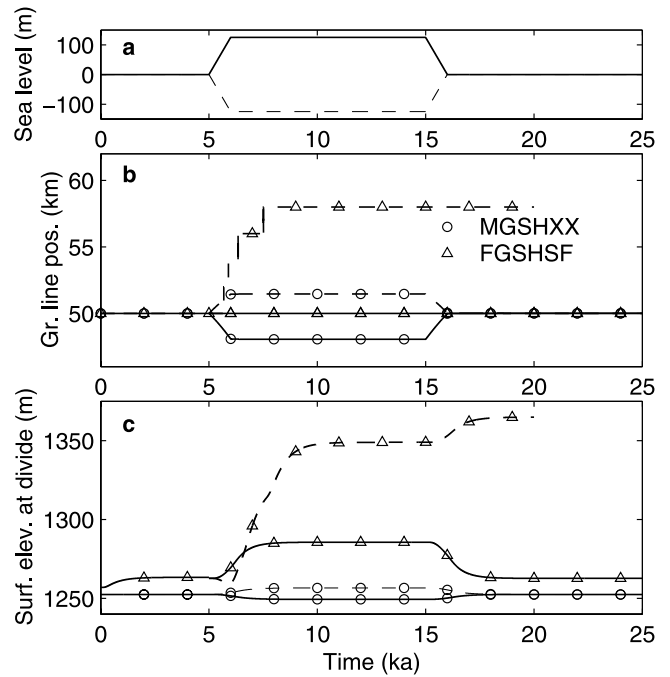 a
Sea level (m)
100
0
−100
0 5 10 15 20 25
b
Gr. line pos. (km)
60
55
50
MGSHXX
FGSHSF
0 5 10 15 20 25
c
Surf. elev. at divide (m)
1350
1300
1250
0 5 10 15 20 25
Time (ka)